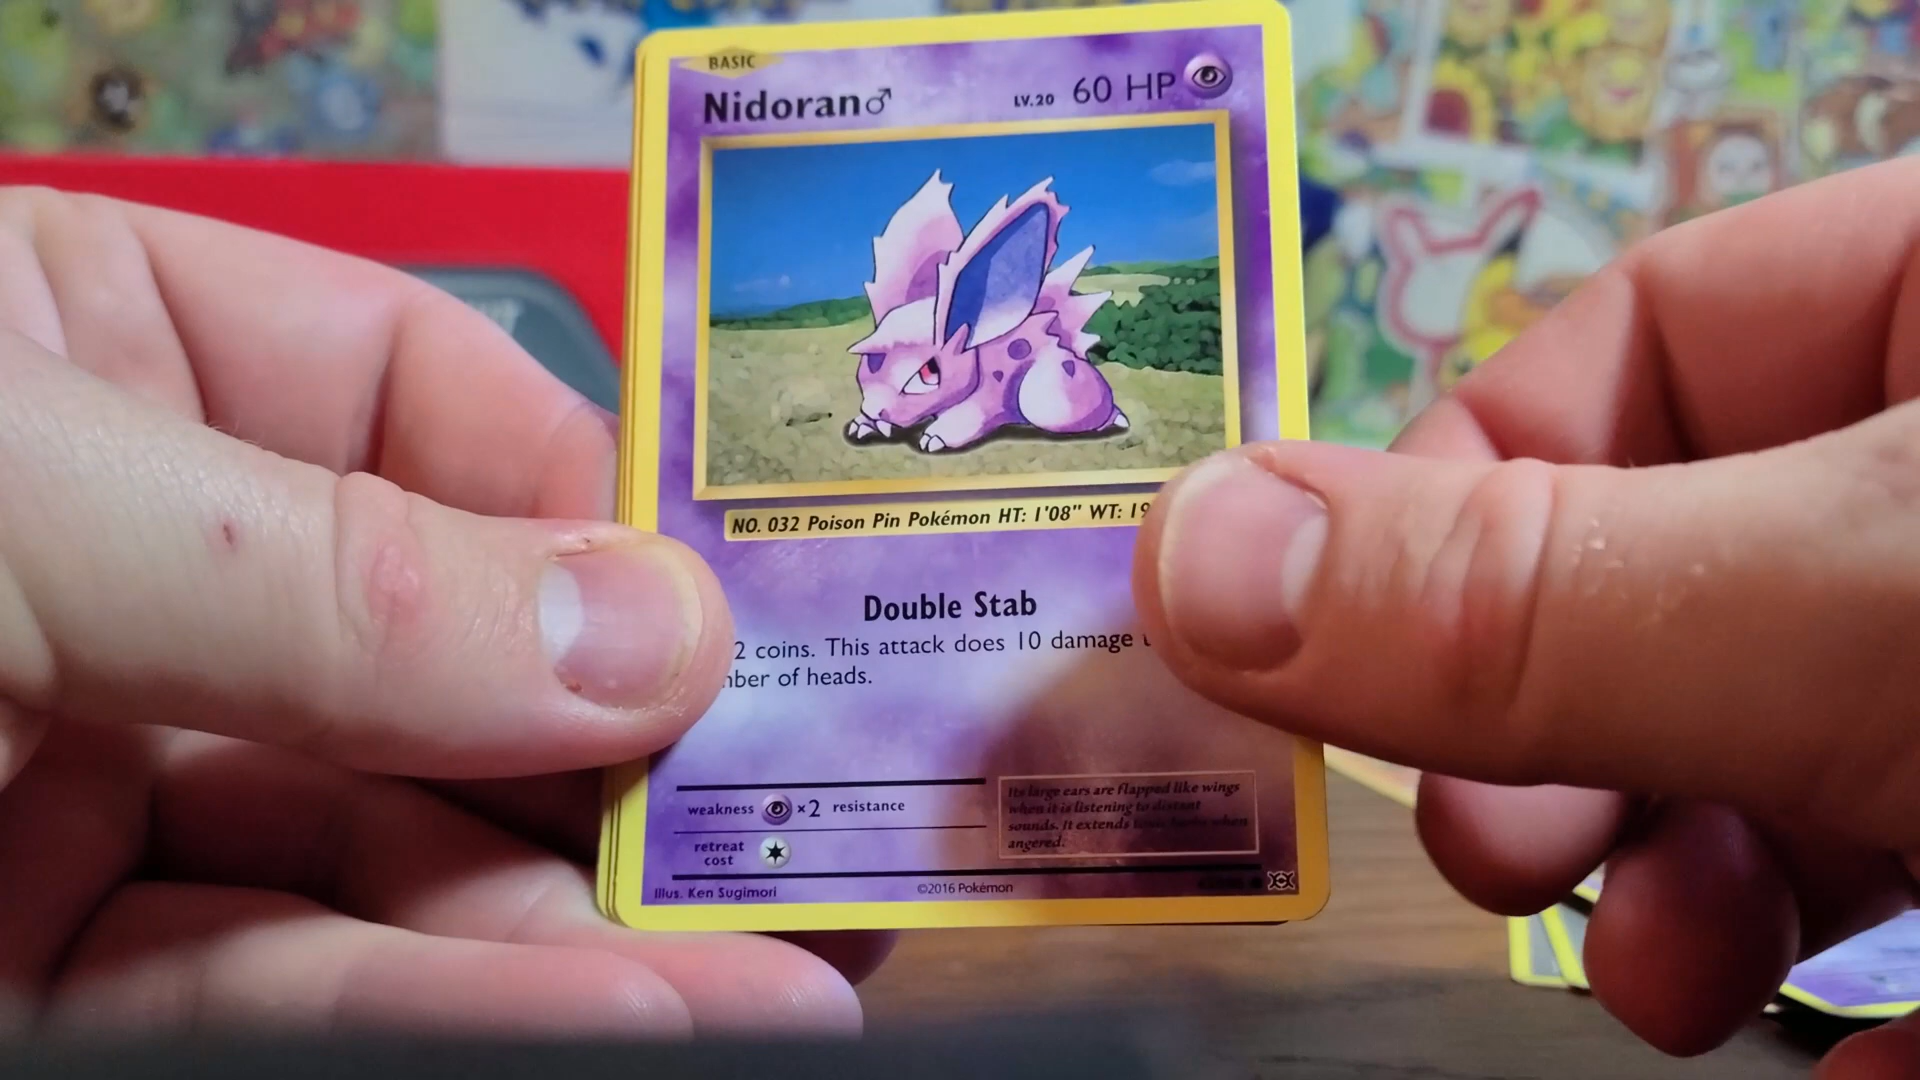 BASIC
Nidoran♂ LV.20 60 HP
NO. 032 Poison Pin Pokémon HT: 1'08" WT: 19
Double Stab
2 coins. This attack does 10 damage
of heads.
weakness ×2 resistance
retreat
cost
Its large ears are flapped like wings
when it is listening to distant
sounds. It extends when
angered.
Illus. Ken Sugimori ©2016 Pokémon